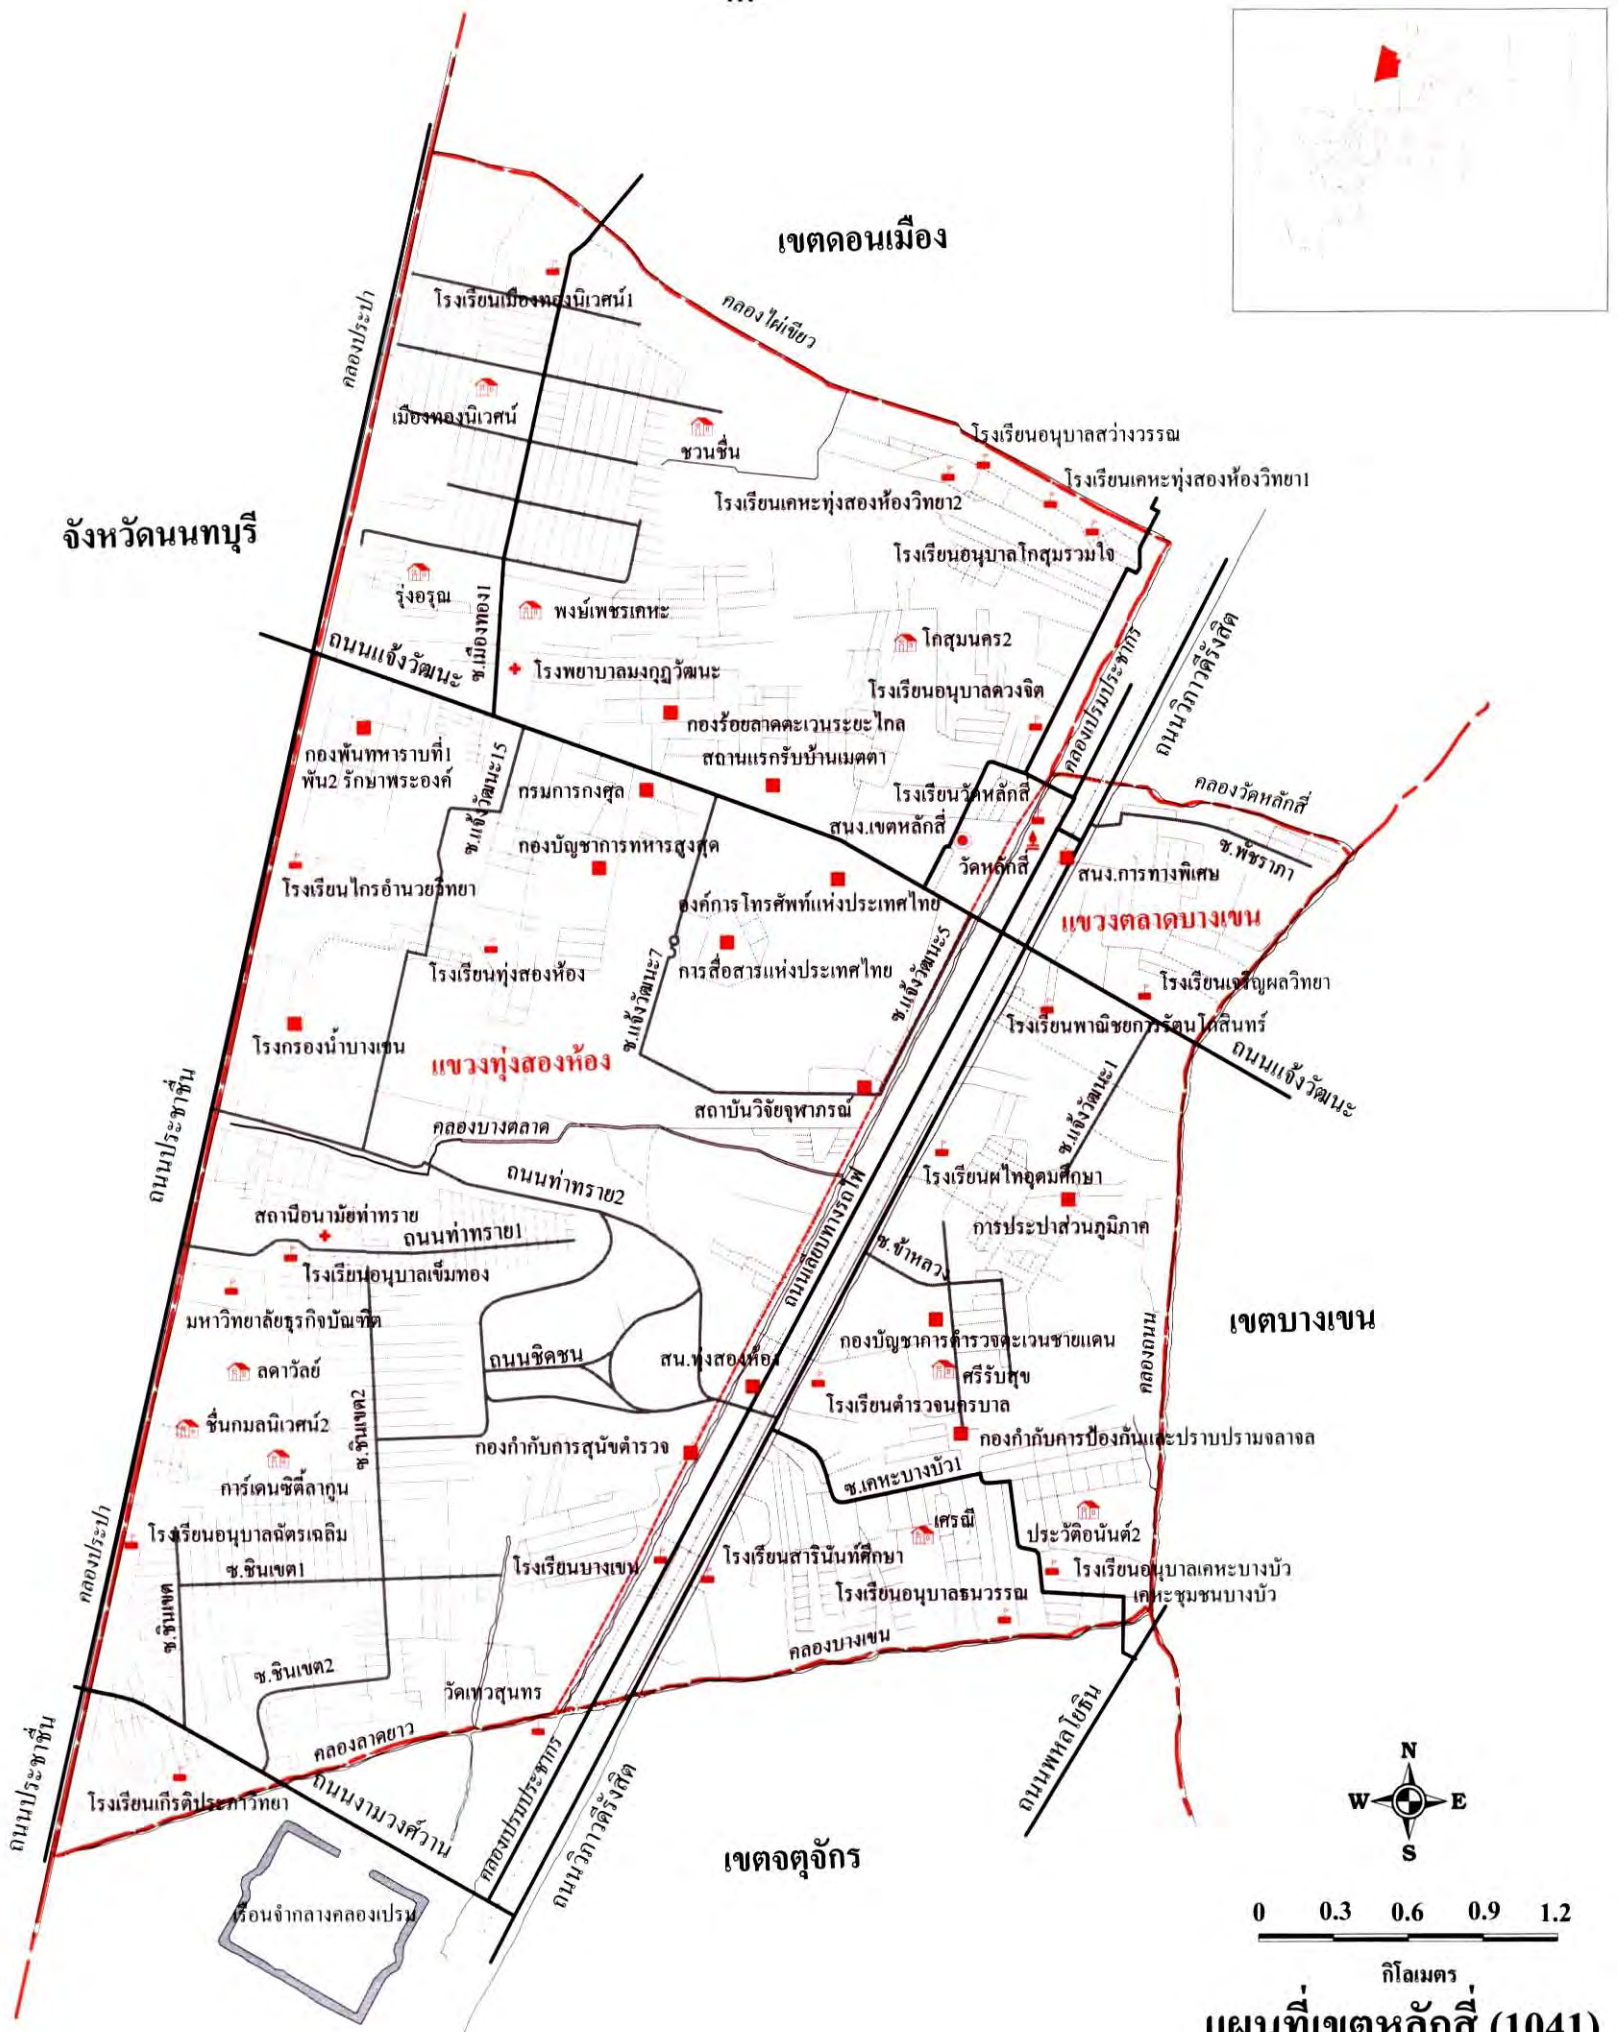 เขตดอนเมือง
คลองประปา
โรงเรียนเมืองทองนิเวศน์1
คลองไผ่เขียว
เมืองทองนิเวศน์
ชวนชื่น
โรงเรียนอนุบาลสว่างวรรณ
โรงเรียนเคหะทุ่งสองห้องวิทยา1
โรงเรียนเคหะทุ่งสองห้องวิทยา2
จังหวัดนนทบุรี
โรงเรียนอนุบาลโกสุมรวมใจ
รุ่งอรุณ
พงษ์เพชรเคหะ
ซ.เมืองทอง1
ถนนแจ้งวัฒนะ
โกสุมนคร2
คลองเปรมประชากร
ถนนวิภาวดีรังสิต
โรงพยาบาลมงกุฎวัฒนะ
โรงเรียนอนุบาลดวงจิต
กองร้อยลาดตะเวนระยะไกล
กองพันทหาราบที่1
พัน2 รักษาพระองค์
ซ.แจ้งวัฒนะ15
สถานแรกรับบ้านเมตตา
กรมการกงศุล
โรงเรียนวัดหลักสี่
คลองวัดหลักสี่
สนง.เขตหลักสี่
กองบัญชาการทหารสูงสุด
วัดหลักสี่
ซ.พัชราภา
สนง.การทางพิเศษ
โรงเรียนไกรอำนวยวิทยา
องค์การโทรศัพท์แห่งประเทศไทย
แขวงตลาดบางเขน
โรงเรียนทุ่งสองห้อง
การสื่อสารแห่งประเทศไทย
ซ.แจ้งวัฒนะ7
ซ.แจ้งวัฒนะ5
โรงเรียนเจริญผลวิทยา
โรงเรียนพาณิชยการรัตนโกสินทร์
โรงกรองน้ำบางเขน
แขวงทุ่งสองห้อง
ถนนแจ้งวัฒนะ
ถนนประชาชื่น
สถาบันวิจัยจุฬาภรณ์
ซ.แจ้งวัฒนะ1
คลองบางตลาด
ถนนท่าทราย2
โรงเรียนผไทอุดมศึกษา
สถานีอนามัยท่าทราย
ถนนท่าทราย1
ถนนเลียบทางรถไฟ
การประปาส่วนภูมิภาค
ซ.ข้าหลวง
โรงเรียนอนุบาลเข็มทอง
มหาวิทยาลัยธุรกิจบัณฑิต
เขตบางเขน
กองบัญชาการตำรวจตะเวนชายแดน
ถนนชิดชน
สน.ทุ่งสองห้อง
คลองถนน
ลดาวัลย์
ศรีรับสุข
โรงเรียนตำรวจนครบาล
ชื่นกมลนิเวศน์2
ซ.ชินเขต2
กองกำกับการสุนัขตำรวจ
กองกำกับการป้องกันและปราบปรามจลาจล
การ์เดนซิตี้ลากูน
ซ.เคหะบางบัว1
คลองประปา
โรงเรียนอนุบาลฉัตรเฉลิม
เศรณี
ประวัติอนันต์2
ซ.ชินเขต1
โรงเรียนบางเขน
โรงเรียนสารินันท์ศึกษา
โรงเรียนอนุบาลเคหะบางบัว
โรงเรียนอนุบาลธนวรรณ
เคหะชุมชนบางบัว
ซ.ชินเขต
คลองบางเขน
ซ.ชินเขต2
วัดเทวสุนทร
ถนนพหลโยธิน
คลองลาดยาว
ถนนประชาชื่น
ถนนงามวงศ์วาน
คลองเปรมประชากร
ถนนวิภาวดีรังสิต
โรงเรียนเกีรติประภาวิทยา
เขตจตุจักร
เรือนจำกลางคลองเปรม
N
W E
S
0 0.3 0.6 0.9 1.2
กิโลเมตร
แผนที่เขตหลักสี่ (1041)